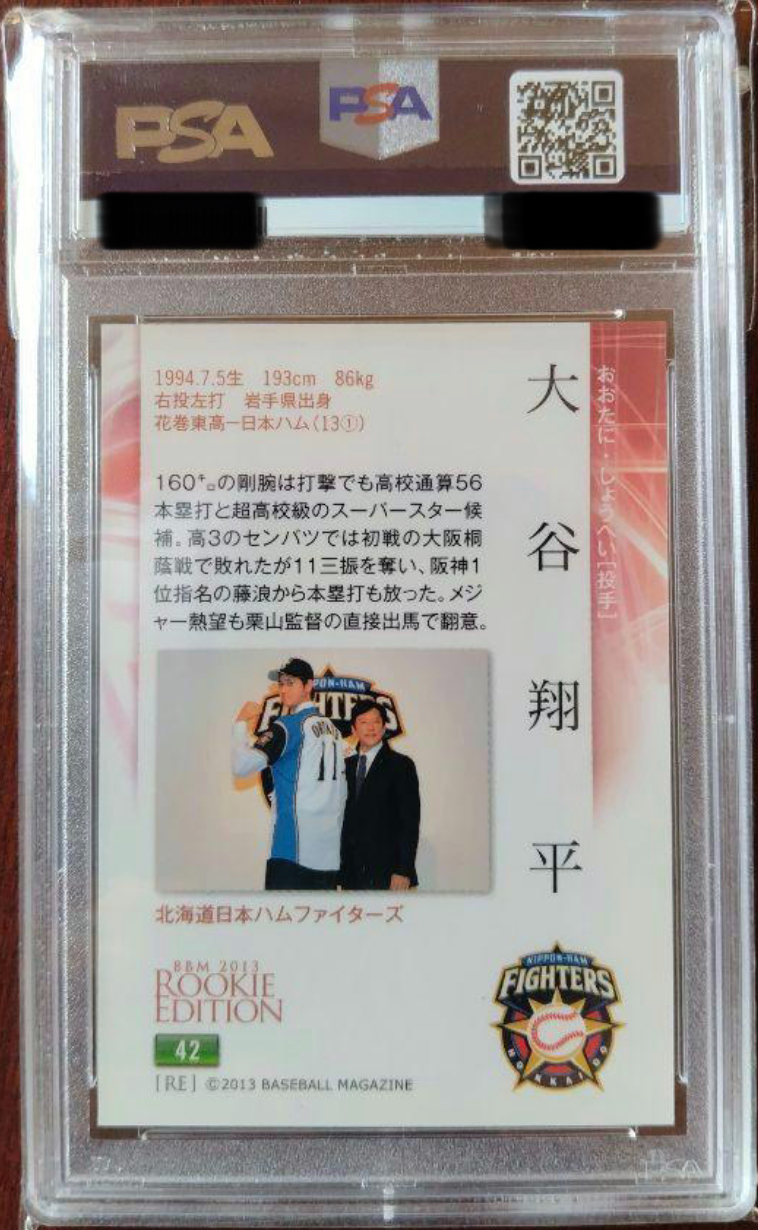 PSA
PSA
1994.7.5生 193cm 86kg
右投左打 岩手県出身
花巻東高−日本ハム(13①)
160㌔の剛腕は打撃でも高校通算56
本塁打と超高校級のスーパースター候
補。高3のセンバツでは初戦の大阪桐
蔭戦で敗れたが11三振を奪い、阪神1
位指名の藤浪から本塁打も放った。メジ
ャー熱望も栗山監督の直接出馬で翻意。
大谷翔平
おおたに・しょうへい[投手]
NIPPON-HAM
FIGHTERS
11
北海道日本ハムファイターズ
BBM 2013
ROOKIE
EDITION
42
[RE] ©2013 BASEBALL MAGAZINE
NIPPON-HAM
FIGHTERS
HOKKAIDO
PSA